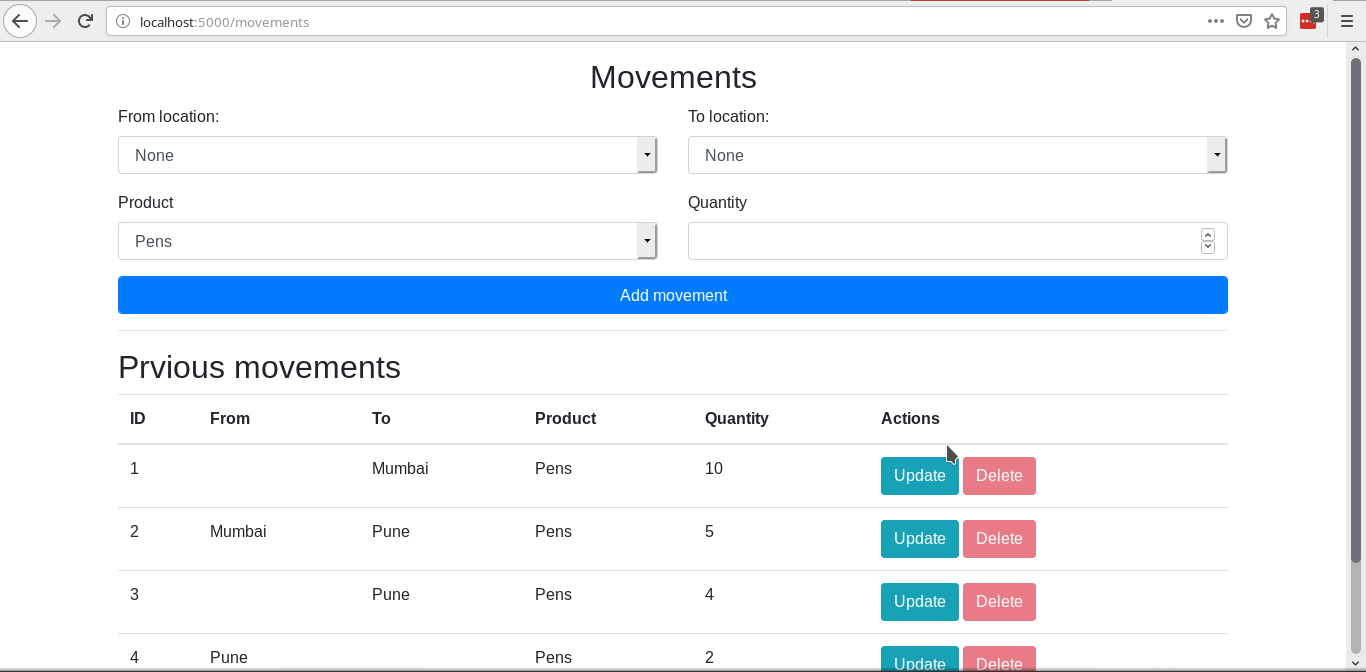 localhost:5000/movements
3
Movements
From location: To location:
None None
Product Quantity
Pens
Add movement
Prvious movements
ID From To Product Quantity Actions
1 Mumbai Pens 10 Update Delete
2 Mumbai Pune Pens 5 Update Delete
3 Pune Pens 4 Update Delete
4 Pune Pens 2 Update Delete